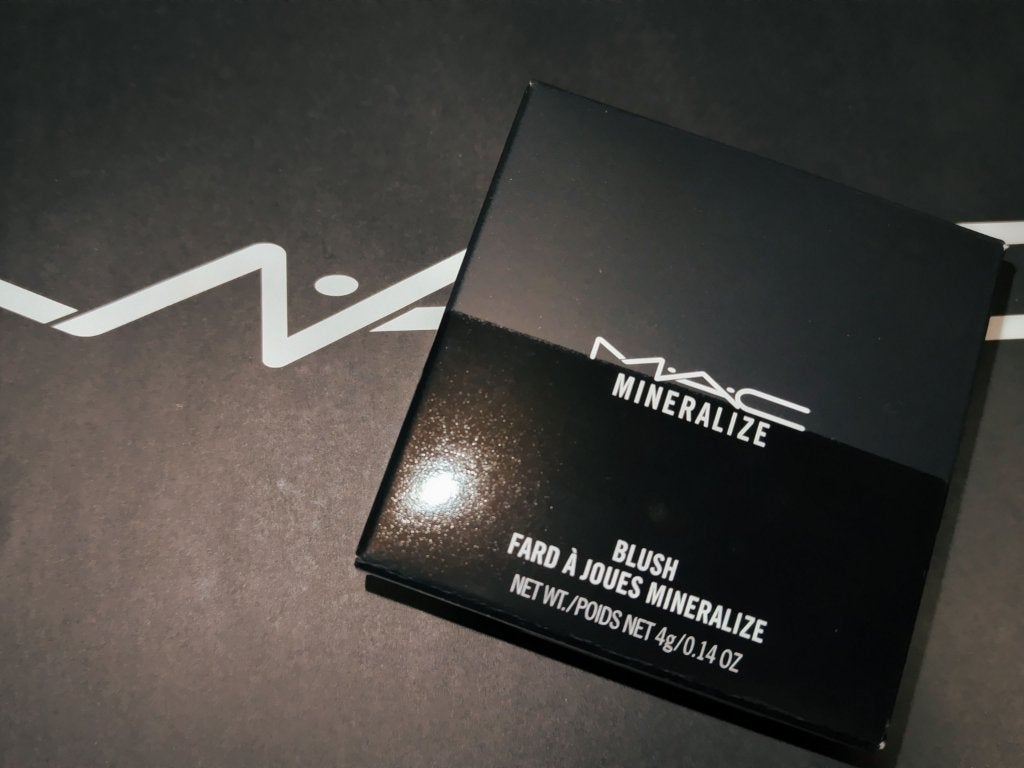 M·A·C
MINERALIZE
BLUSH
FARD À JOUES MINERALIZE
NET WT./POIDS NET 4g/0.14 OZ
M·A·C